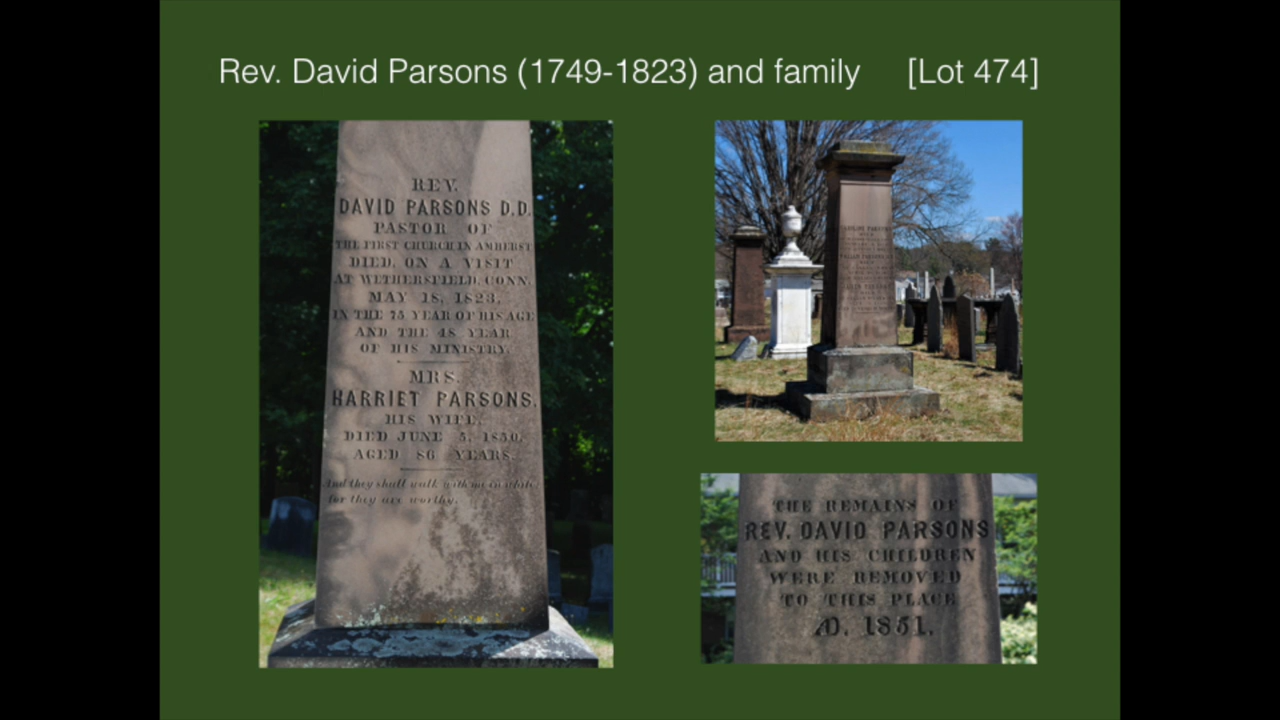 Rev. David Parsons (1749-1823) and family [Lot 474]
REV.
DAVID PARSONS D.D.
PASTOR OF
THE FIRST CHURCH IN AMHERST
DIED, ON A VISIT
AT WETHERSFIELD, CONN.
MAY 18, 1823,
IN THE 75 YEAR OF HIS AGE
AND THE 48 YEAR
OF HIS MINISTRY.
MRS.
HARRIET PARSONS,
HIS WIFE,
DIED JUNE 5, 1850,
AGED 86 YEARS.
And they shall walk with me in white
for they are worthy.
THE REMAINS OF
REV. DAVID PARSONS
AND HIS CHILDREN
WERE REMOVED
TO THIS PLACE
AD. 1851.